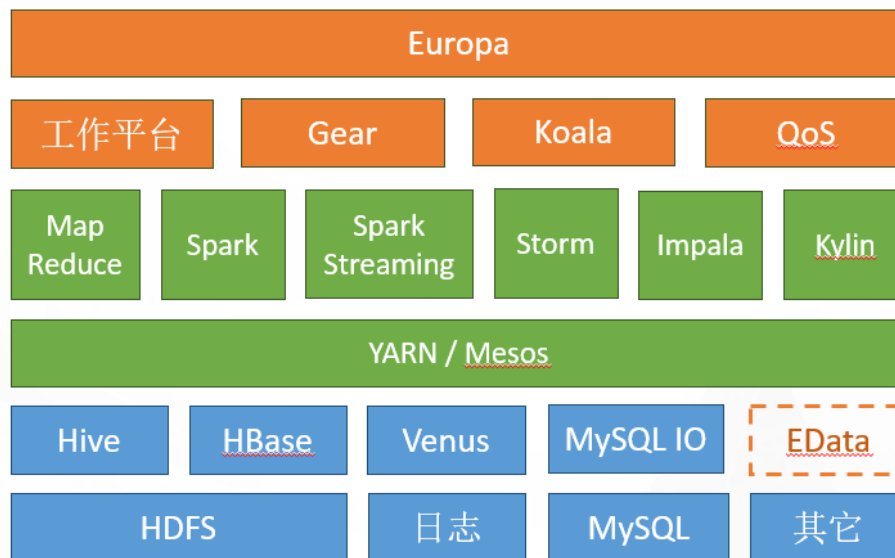 Europa
工作平台
Gear
Koala
QoS
Map
Reduce
Spark
Spark
Streaming
Storm
Impala
Kylin
YARN / Mesos
Hive
HBase
Venus
MySQL IO
EData
HDFS
日志
MySQL
其它